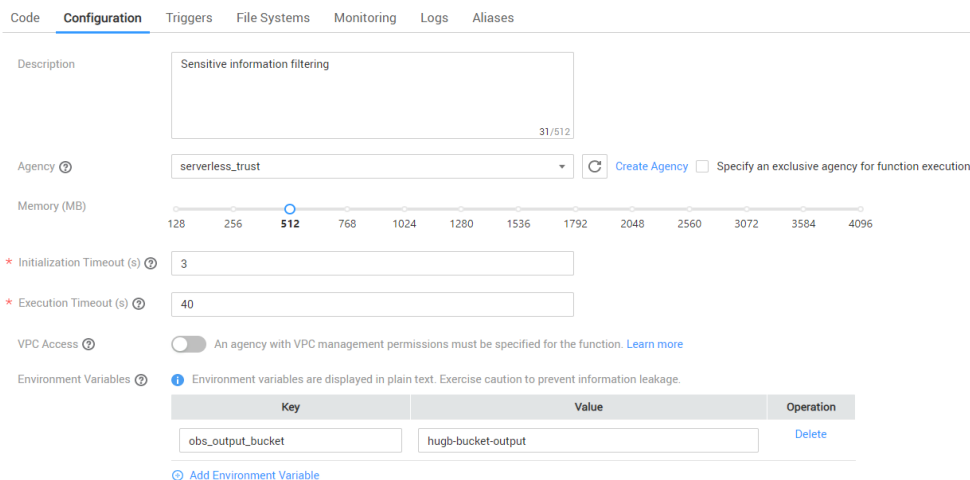 Code Configuration Triggers File Systems Monitoring Logs Aliases
Description Sensitive information filtering
31/512
Agency ? serverless_trust Create Agency Specify an exclusive agency for function execution
Memory (MB)
128 256 512 768 1024 1280 1536 1792 2048 2560 3072 3584 4096
* Initialization Timeout (s) ? 3
* Execution Timeout (s) ? 40
VPC Access ? An agency with VPC management permissions must be specified for the function. Learn more
Environment Variables ? i Environment variables are displayed in plain text. Exercise caution to prevent information leakage.
Key Value Operation
obs_output_bucket hugb-bucket-output Delete
Add Environment Variable